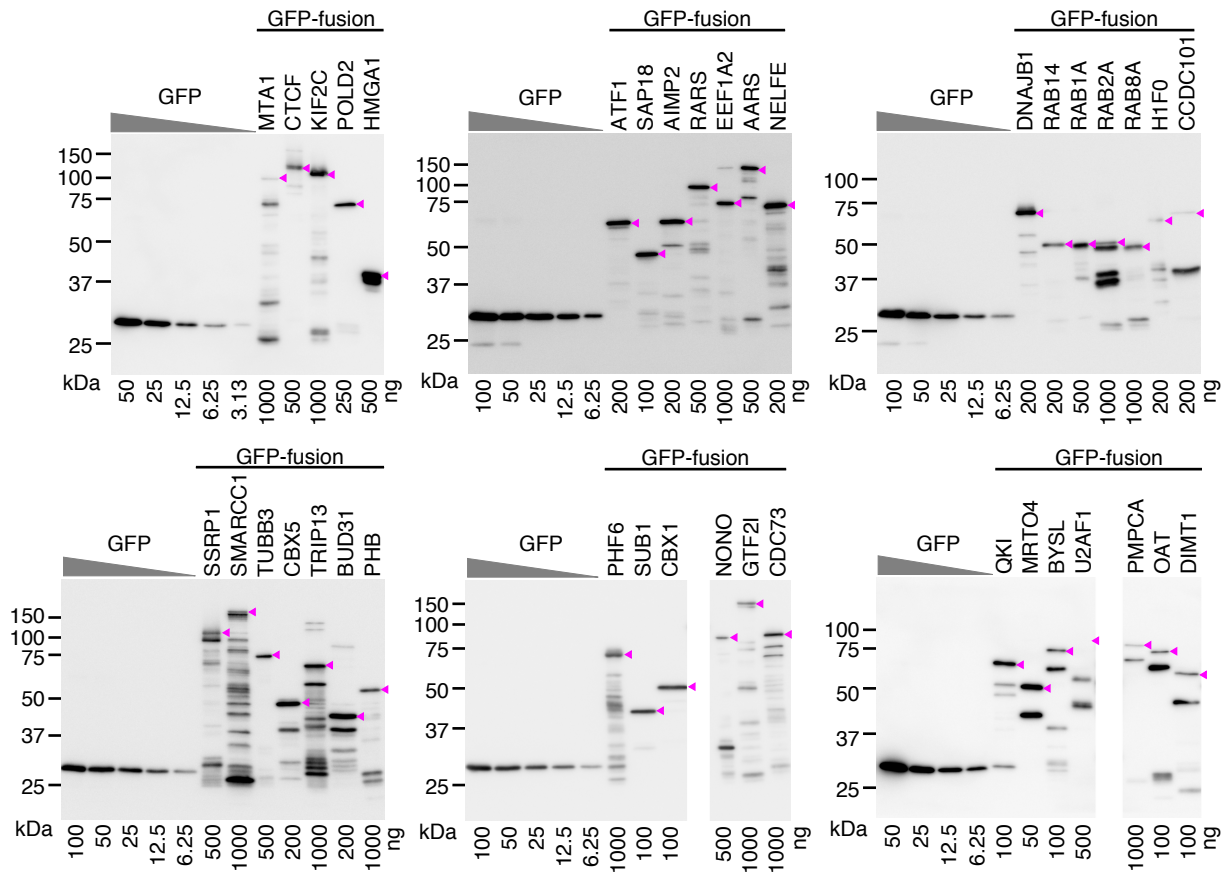 GFP-fusion
GFP
MTA1 CTCF KIF2C POLD2 HMGA1
150
100
75
50
37
25
kDa
50 25 12.5 6.25 3.13 1000 500 1000 250 500 ng
GFP-fusion
GFP
ATF1 SAP18 AIMP2 RARS EEF1A2 AARS NELFE
150
100
75
50
37
25
kDa
100 50 25 12.5 6.25 200 100 200 500 1000 500 200 ng
GFP-fusion
GFP
DNAJB1 RAB14 RAB1A RAB2A RAB8A H1F0 CCDC101
100
75
50
37
25
kDa
100 50 25 12.5 6.25 200 200 500 1000 1000 200 200 ng
GFP-fusion
GFP
SSRP1 SMARCC1 TUBB3 CBX5 TRIP13 BUD31 PHB
150
100
75
50
37
25
kDa
100 50 25 12.5 6.25 500 1000 500 200 1000 200 1000 ng
GFP-fusion
GFP
PHF6 SUB1 CBX1 NONO GTF2I CDC73
150
100
75
50
37
25
kDa
100 50 25 12.5 6.25 1000 100 100 500 1000 1000 ng
GFP-fusion
GFP
QKI MRTO4 BYSL U2AF1 PMPCA OAT DIMT1
100
75
50
37
25
kDa
50 50 25 12.5 6.25 100 50 100 500 1000 100 100 ng